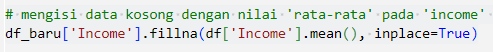 # mengisi data kosong dengan nilai 'rata-rata' pada 'income'
df_baru['Income'].fillna(df['Income'].mean(), inplace=True)